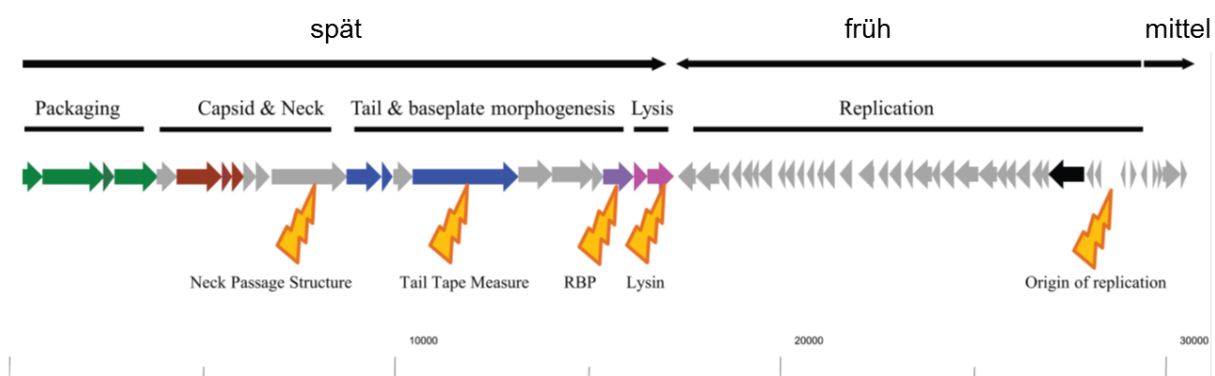 spät früh mittel
Packaging Capsid & Neck Tail & baseplate morphogenesis Lysis Replication
Neck Passage Structure Tail Tape Measure RBP Lysin Origin of replication
10000 20000 30000